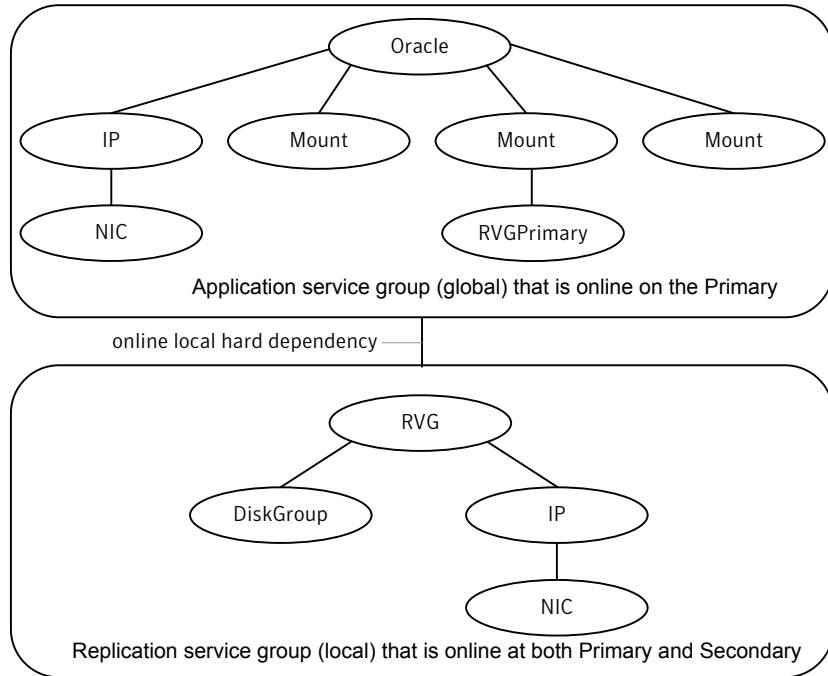 Oracle
IP
Mount
Mount
Mount
NIC
RVGPrimary
Application service group (global) that is online on the Primary
online local hard dependency
RVG
DiskGroup
IP
NIC
Replication service group (local) that is online at both Primary and Secondary